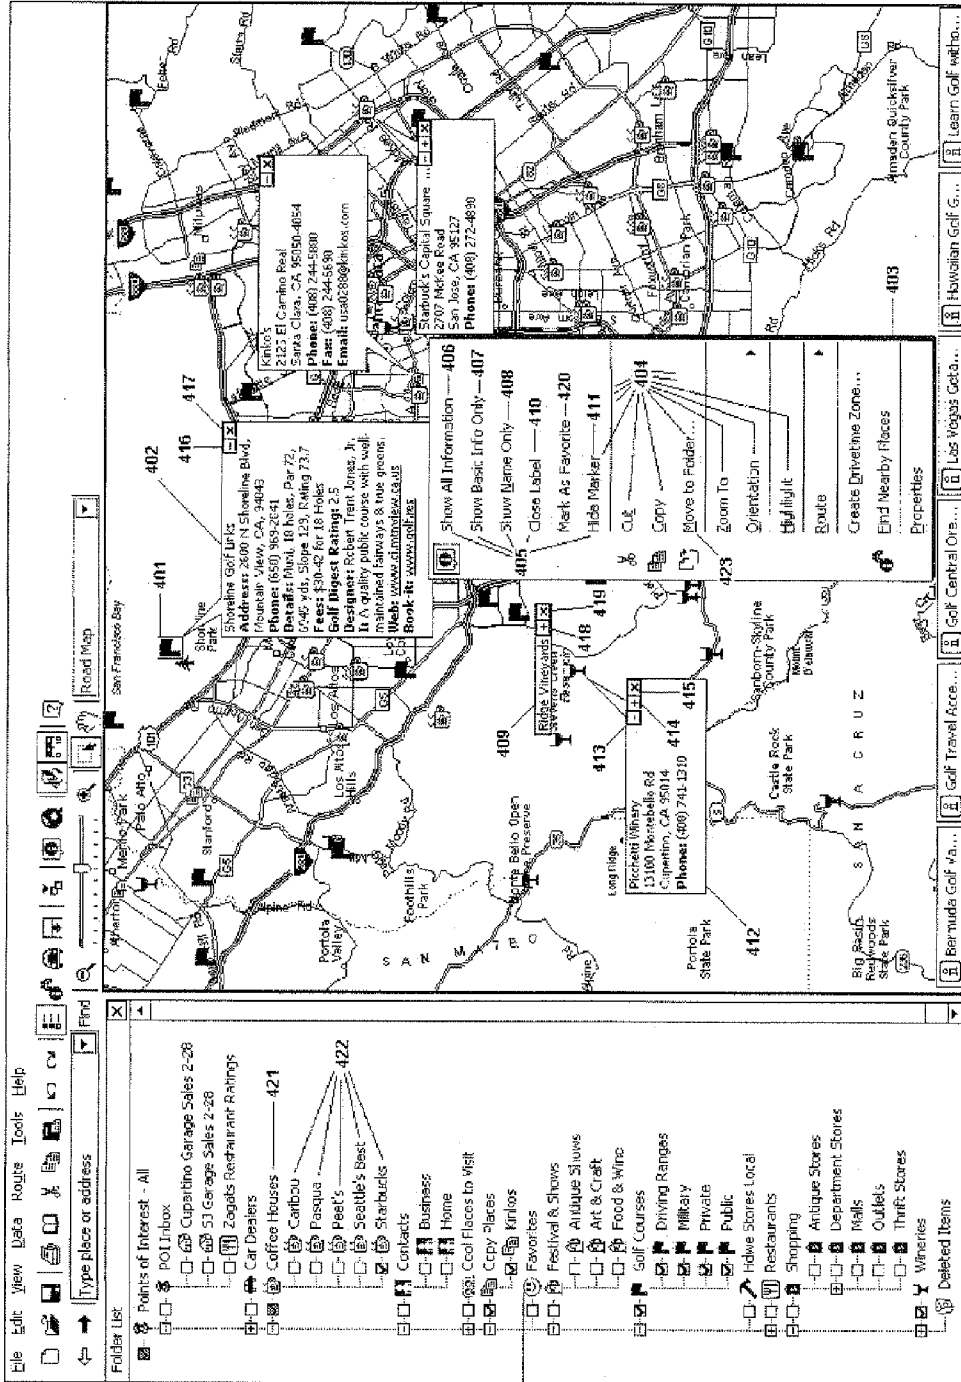 File Edit View Data Route Tools Help
Type place or address
Find
Road Map
Folder List
Points of Interest - All
POI Inbox
Cupertino Garage Sales 2-28
SJ Garage Sales 2-28
Zagats Restaurant Ratings
Car Dealers
Coffee Houses
421
Caribou
Pasqua
Peet's
Seattle's Best
Starbucks
422
Contacts
Business
Home
Cool Places to Visit
Copy Places
Kinkos
Favorites
Festival & Shows
Antique Shows
Art & Craft
Food & Wine
Golf Courses
Driving Ranges
Military
Private
Public
Hdwe Stores Local
Restaurants
Shopping
Antique Stores
Department Stores
Malls
Outlets
Thrift Stores
Wineries
Deleted Items
San Francisco Bay
Menlo Park
Atherton
Palo Alto
Stanford
Alpine Rd
Portola
Valley
Los Altos
Los Altos
Hills
Foothills
Park
Monte Bello Open
Space Preserve
Long Ridge
Portola
State Park
Big Basin
Redwoods
State Park
Castle Rock
State Park
Sanborn-Skyline
County Park
SAN MATEO
SANTA CRUZ
Almaden Quicksilver
County Park
Milpitas
401
402
416
417
Shoreline Golf Links
Address: 2600 N Shoreline Blvd,
Mountain View, CA, 94043
Phone: (650) 969-2041
Details: Muni, 18 holes, Par 72,
6045 yds, Slope 129, Rating 73.7
Fees: $30-42 for 18 Holes
Golf Digest Rating: 2.5
Designer: Robert Trent Jones, Jr.
maintained fairways & true greens.
Web: www.ci.mtnview.ca.us
Book-it: www.golf.res
Kinko's
2125 El Camino Real
Santa Clara, CA 95050-4054
Phone: (408) 244-5800
Fax: (408) 244-6690
Email: usa0288@kinkos.com
Starbuck's Capital Square ...
2707 McKee Road
San Jose, CA 95127
Phone: (408) 272-4890
409
Ridge Vineyards
418
419
413
414
415
Picchetti Winery
13100 Montebello Rd
Cupertino, CA 95014
Phone: (408) 741-1310
412
Show All Information 406
Show Basic Info Only 407
Show Name Only 408
405
Close Label 410
Mark As Favorite 420
Hide Marker 411
Cut
Copy
404
Move to Folder...
423
Zoom To
Orientation
Highlight
Route
Create Drivetime Zone...
Find Nearby Places
Properties
403
Bermuda Golf Va...
Golf Travel Acce...
Golf Central Ore...
Las Vegas Geta...
Hawaiian Golf G...
Learn Golf witho...